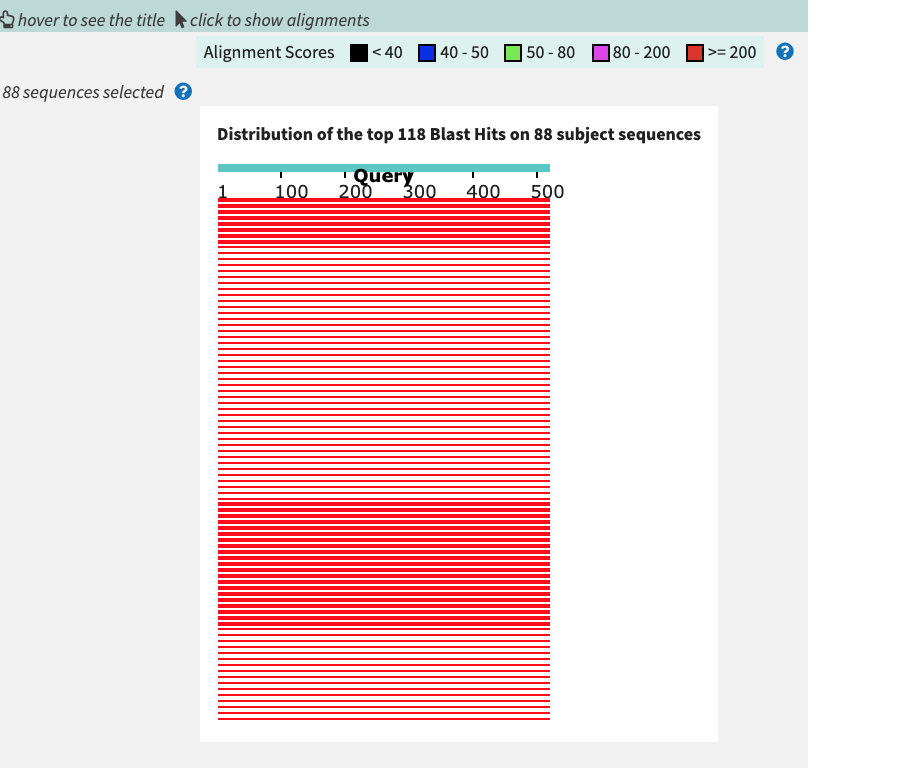 hover to see the title click to show alignments
Alignment Scores < 40 40 - 50 50 - 80 80 - 200 >= 200 ?
88 sequences selected ?
Distribution of the top 118 Blast Hits on 88 subject sequences
Query
1 100 200 300 400 500